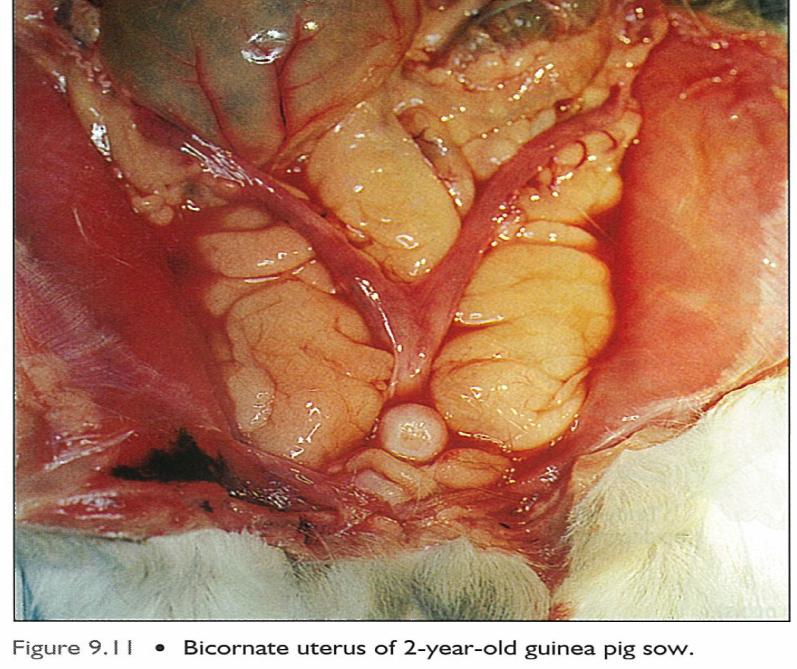 Figure 9.11 • Bicornate uterus of 2-year-old guinea pig sow.